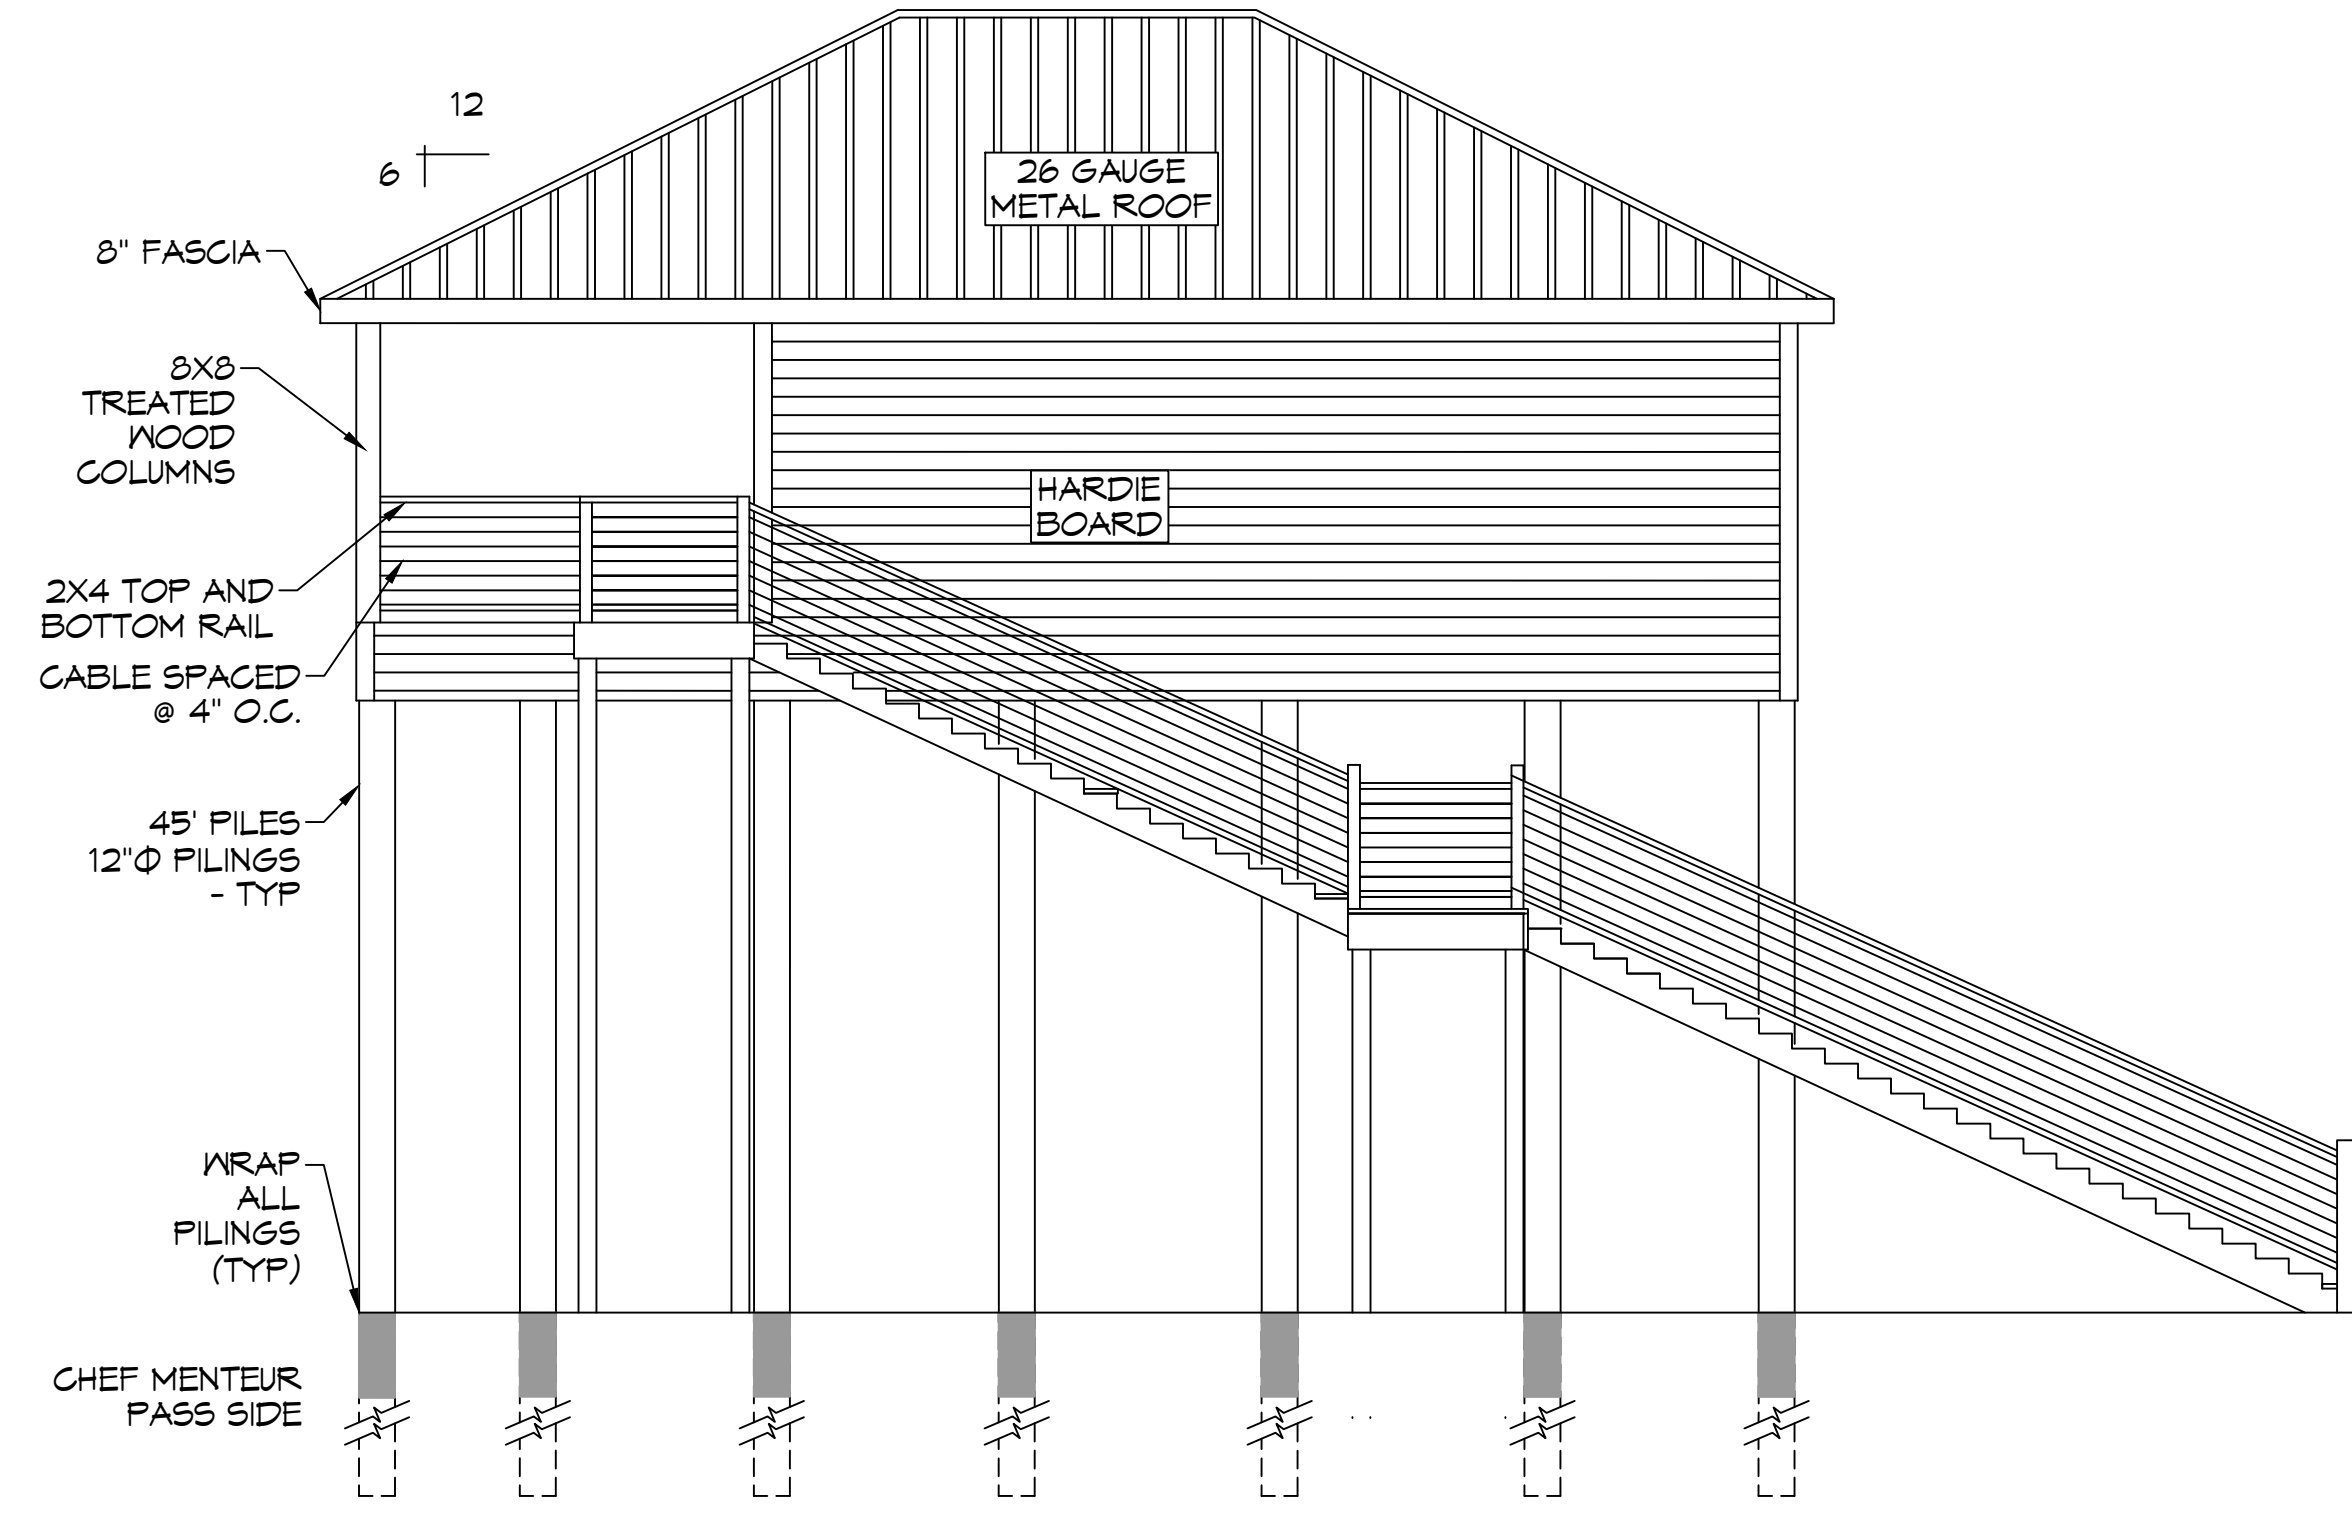 12
6
26 GAUGE
METAL ROOF
8" FASCIA
8X8
TREATED
WOOD
COLUMNS
HARDIE
BOARD
2X4 TOP AND
BOTTOM RAIL
CABLE SPACED
@ 4" O.C.
45' PILES
12"Φ PILINGS
- TYP
WRAP
ALL
PILINGS
(TYP)
CHEF MENTEUR
PASS SIDE